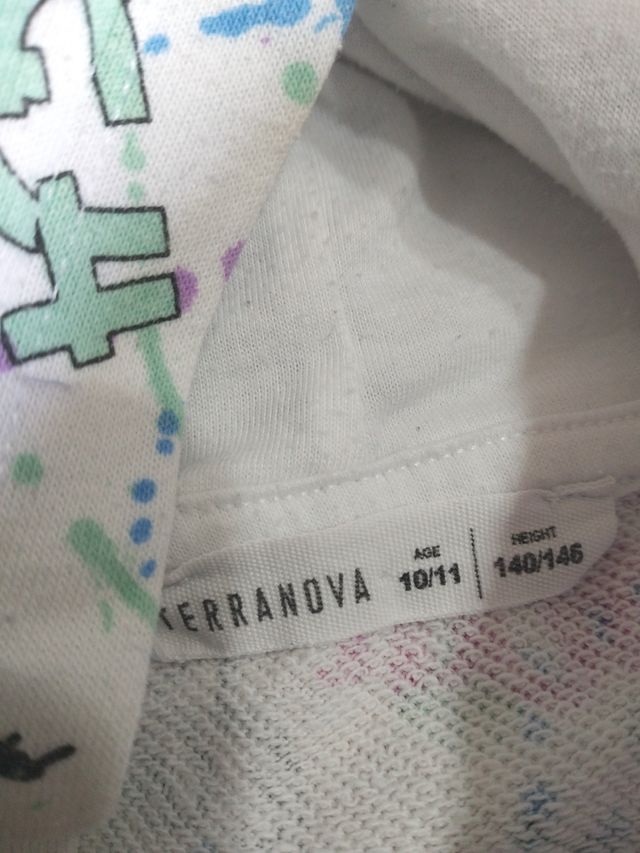 TERRANOVA
AGE
10/11
HEIGHT
140/146